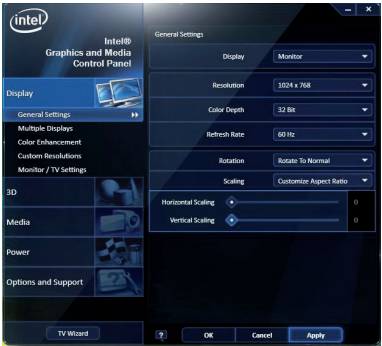 intel
Intel®
Graphics and Media
Control Panel
Display
General Settings
Multiple Displays
Color Enhancement
Custom Resolutions
Monitor / TV Settings
3D
Media
Power
Options and Support
TV Wizard
General Settings
Display Monitor
Resolution 1024 x 768
Color Depth 32 Bit
Refresh Rate 60 Hz
Rotation Rotate To Normal
Scaling Customize Aspect Ratio
Horizontal Scaling 0
Vertical Scaling 0
? OK Cancel Apply